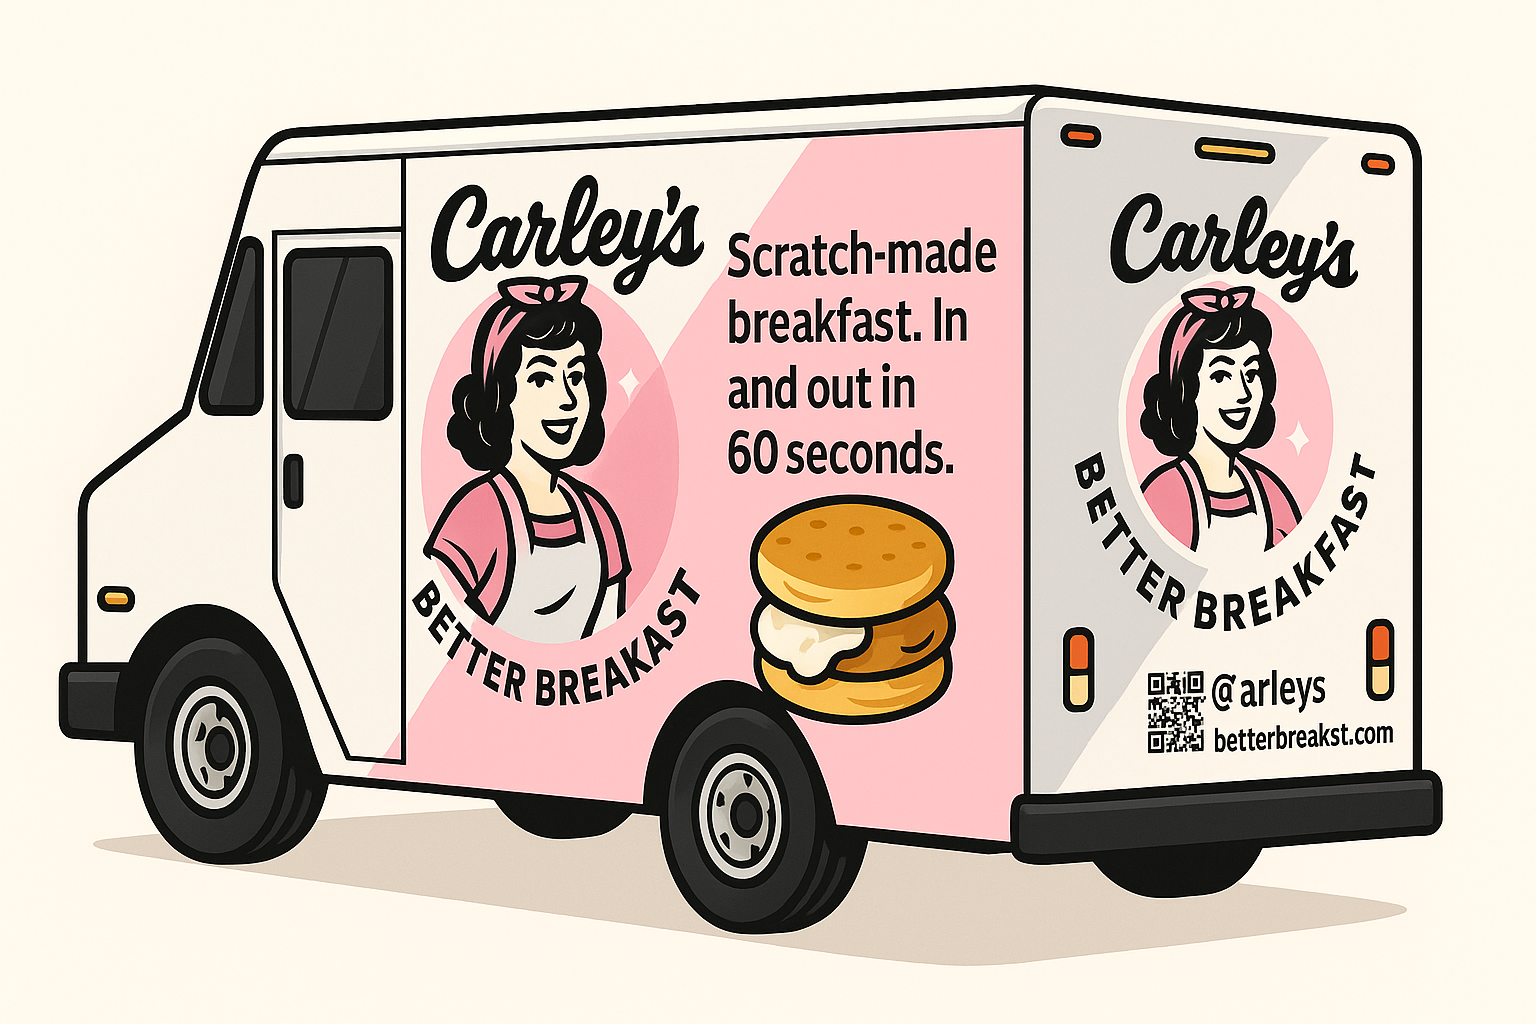 Carley's
BETTER BREAKAST
Scratch-made
breakfast. In
and out in
60 seconds.
Carley's
BETTER BREAKFAST
@arleys
betterbreakst.com